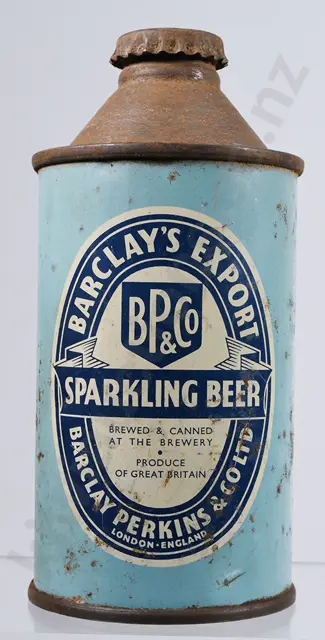 BARCLAY'S EXPORT
BP&Co
SPARKLING BEER
BREWED & CANNED
AT THE BREWERY
PRODUCE
OF GREAT BRITAIN
BARCLAY PERKINS & CO LTD
LONDON · ENGLAND